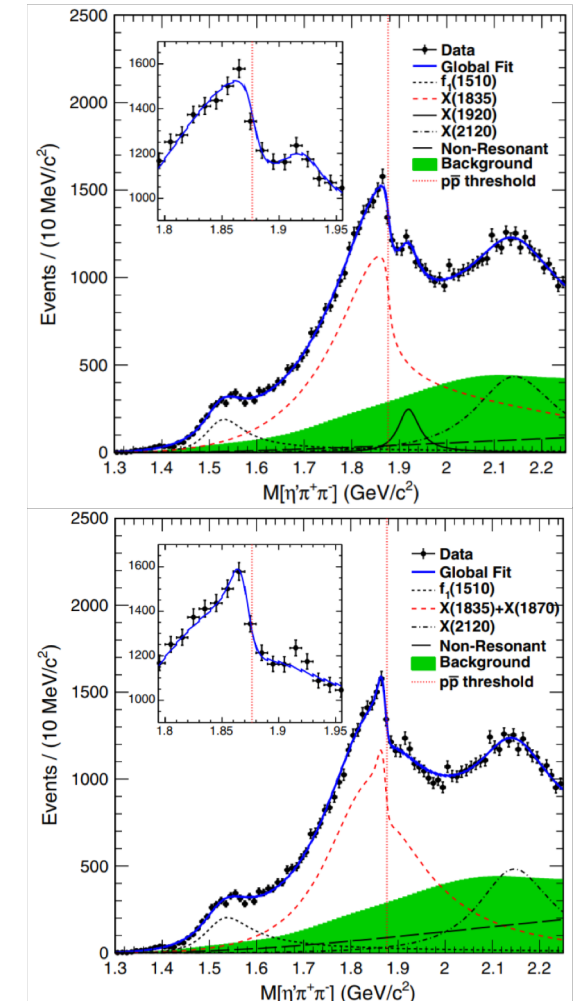 2500
2000
1500
1000
500
0
Events / (10 MeV/c²)
1600
1400
1200
1000
1.8
1.85
1.9
1.95
Data
Global Fit
f₁(1510)
X(1835)
X(1920)
X(2120)
Non-Resonant
Background
pp̅ threshold
1.3 1.4 1.5 1.6 1.7 1.8 1.9 2 2.1 2.2
M[η'π⁺π⁻] (GeV/c²)
2500
2000
1500
1000
500
0
Events / (10 MeV/c²)
1600
1400
1200
1000
1.8
1.85
1.9
1.95
Data
Global Fit
f₁(1510)
X(1835)+X(1870)
X(2120)
Non-Resonant
Background
pp̅ threshold
1.3 1.4 1.5 1.6 1.7 1.8 1.9 2 2.1 2.2
M[η'π⁺π⁻] (GeV/c²)